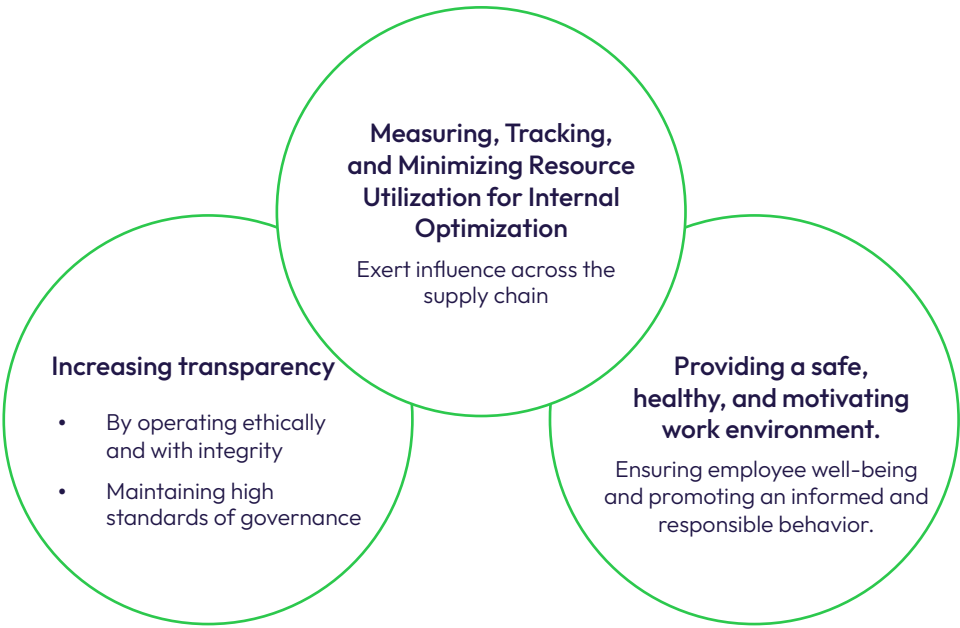 Measuring, Tracking,
and Minimizing Resource
Utilization for Internal
Optimization
Exert influence across the
supply chain
Increasing transparency
• By operating ethically
and with integrity
• Maintaining high
standards of governance
Providing a safe,
healthy, and motivating
work environment.
Ensuring employee well-being
and promoting an informed and
responsible behavior.